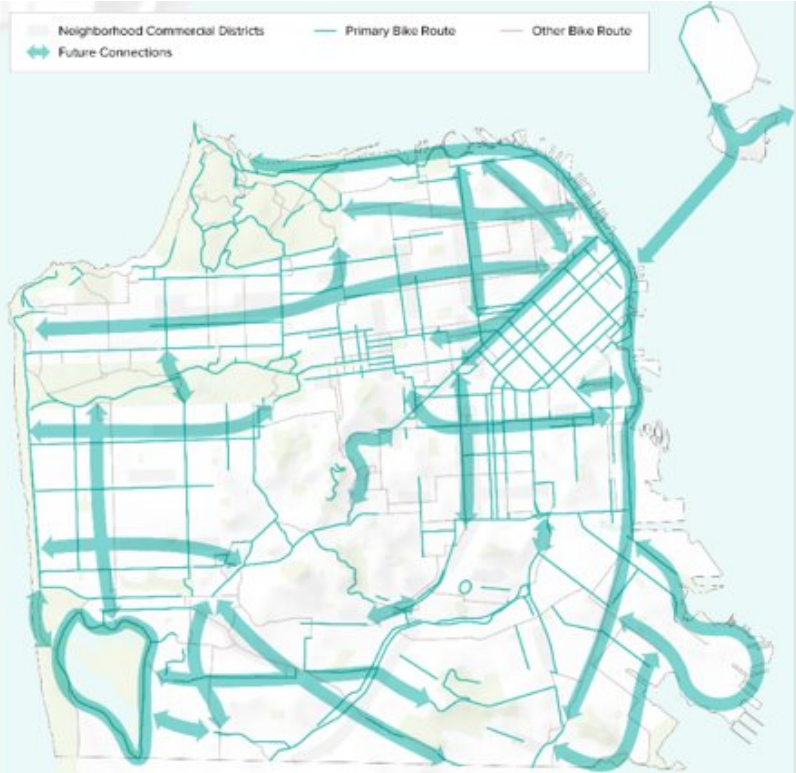 Neighborhood Commercial Districts
Primary Bike Route
Other Bike Route
Future Connections